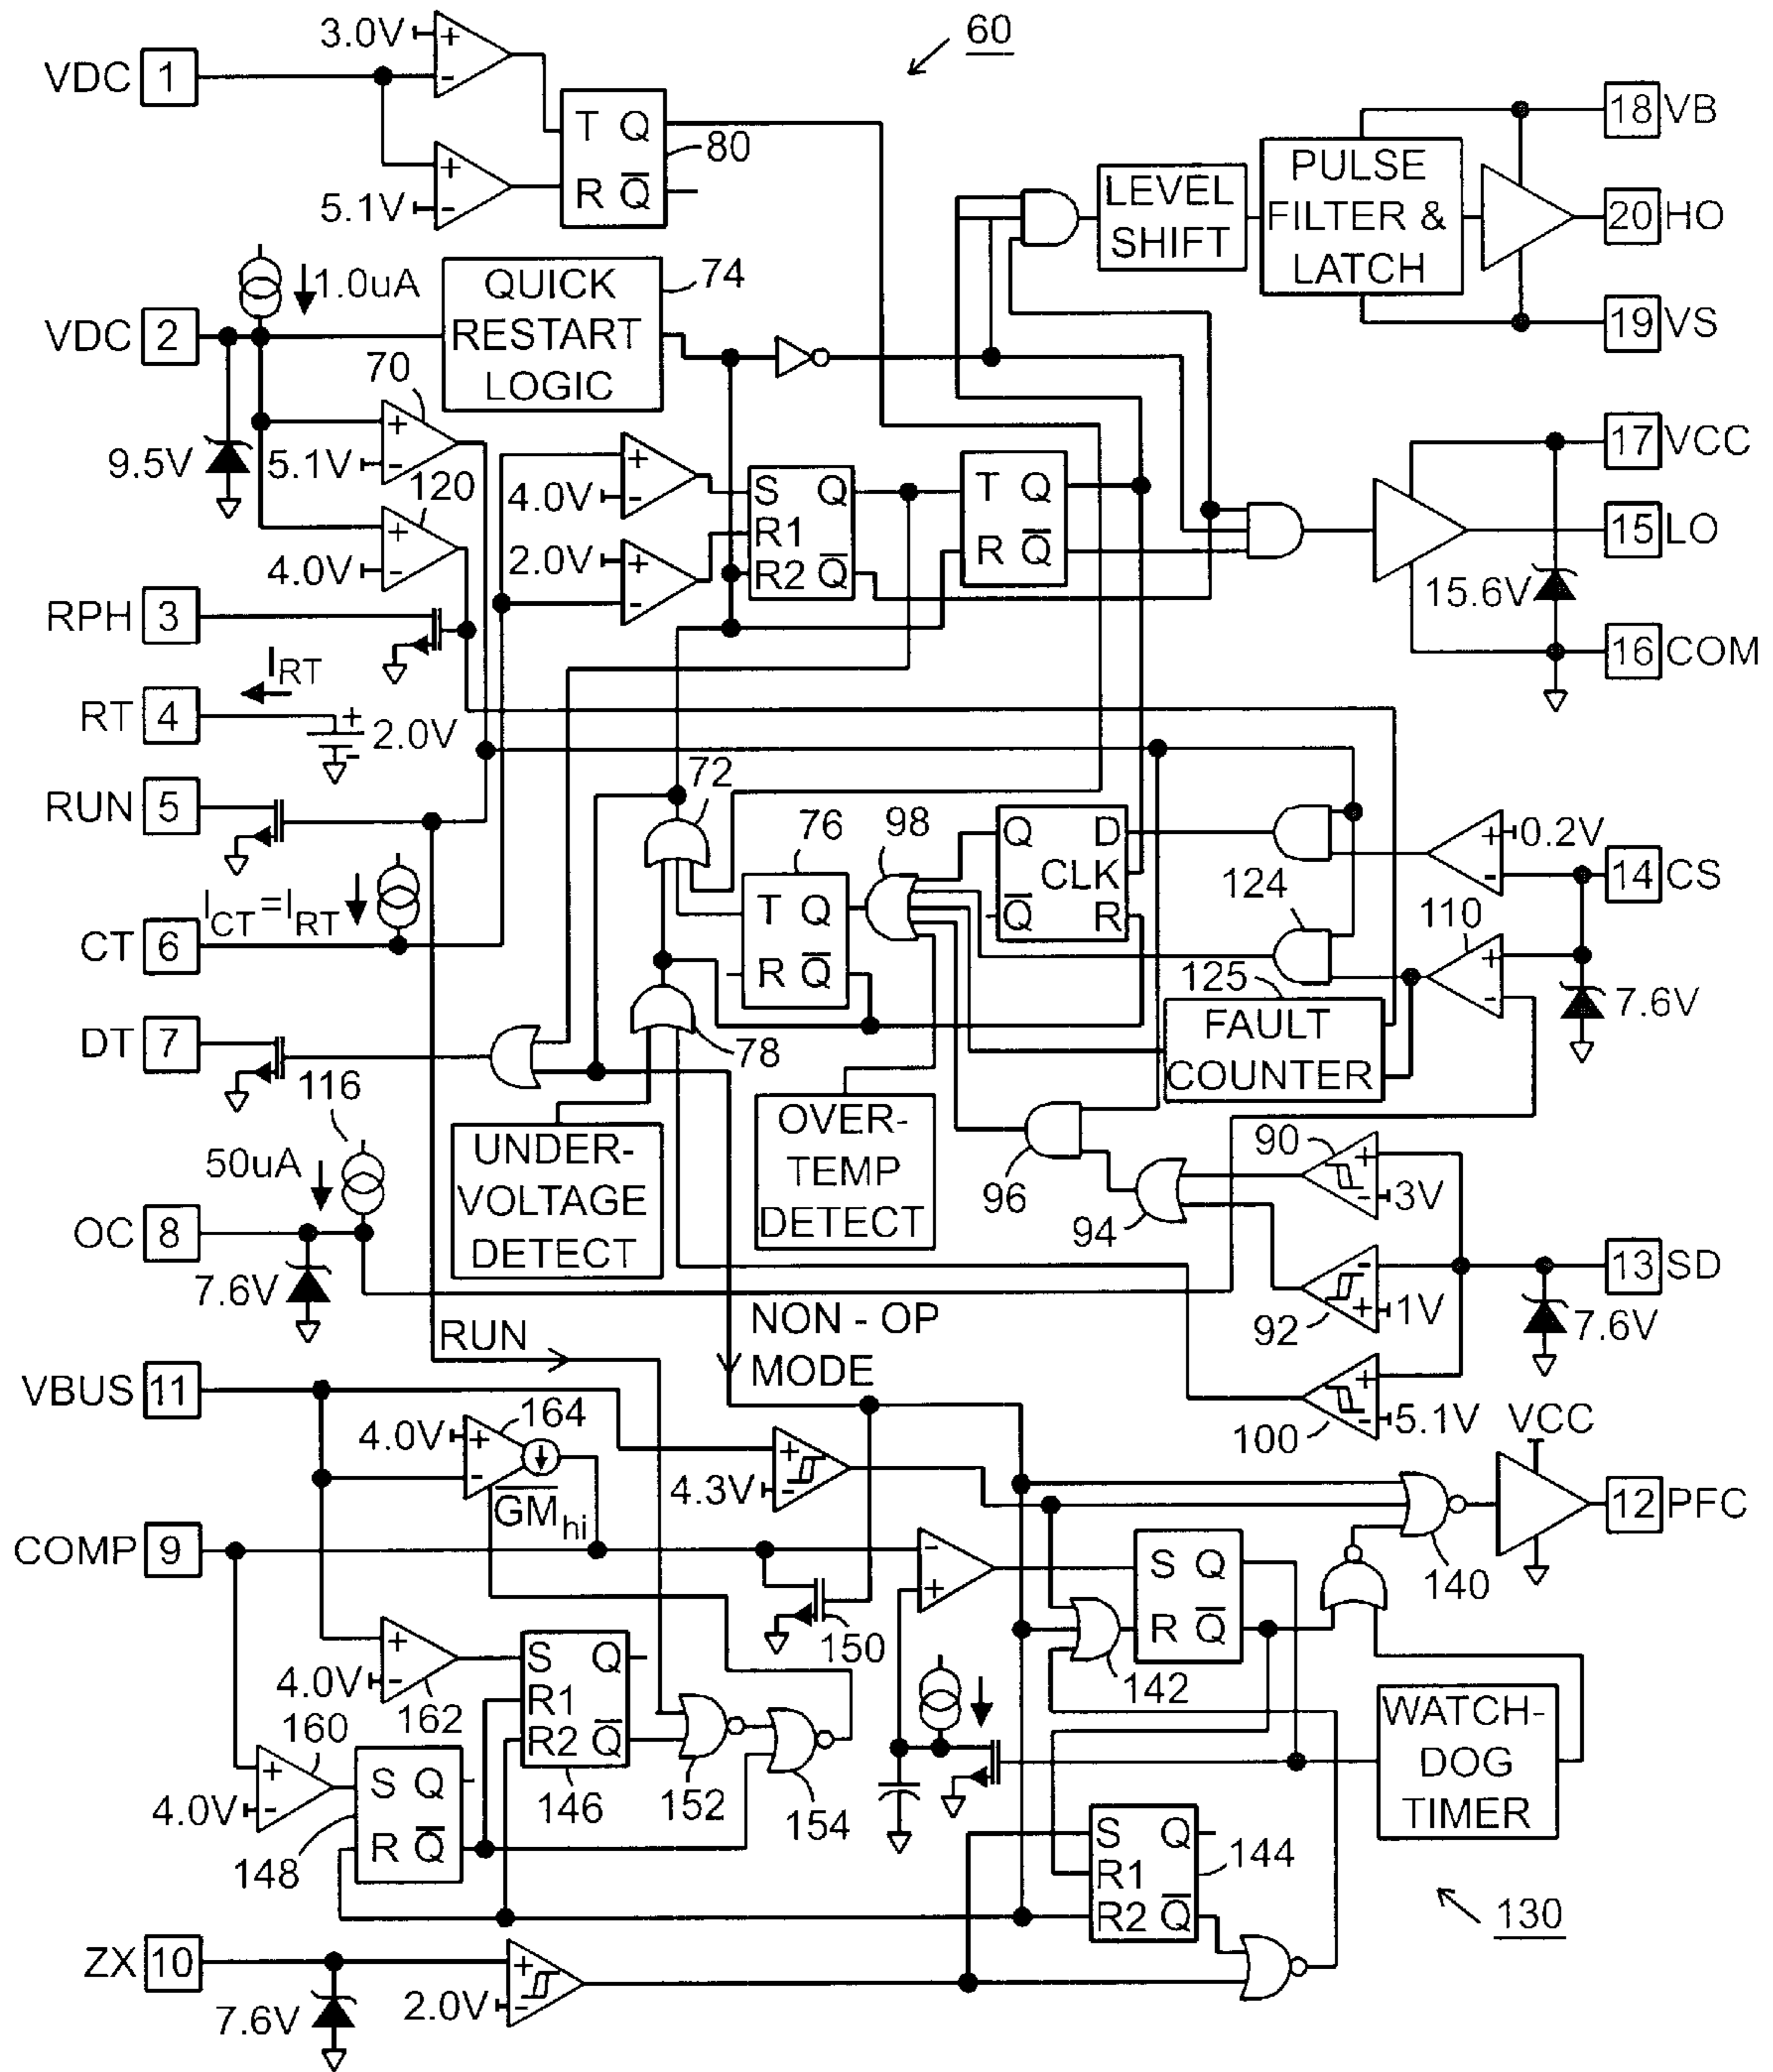 60
3.0V
+
-
VDC 1
T Q
80
R Q̅
+
5.1V -
18 VB
PULSE
FILTER &
LATCH
LEVEL
SHIFT
20 HO
19 VS
1.0uA
QUICK
RESTART
LOGIC
74
VDC 2
70
+
5.1V -
9.5V
120
+
4.0V -
+
4.0V -
S Q
R1
R2 Q̅
2.0V +
-
T Q
R Q̅
17 VCC
15 LO
15.6V
16 COM
RPH 3
I_RT
RT 4
+
2.0V
-
RUN 5
72
76
98
Q D
CLK
Q̅ R
+ 0.2V
-
14 CS
124
110
+
-
7.6V
I_CT=I_RT
CT 6
T Q
R Q̅
125
FAULT
COUNTER
DT 7
78
116
50uA
UNDER-
VOLTAGE
DETECT
OVER-
TEMP
DETECT
96
94
90
+
- 3V
OC 8
7.6V
92
-
+ 1V
13 SD
7.6V
RUN
NON - OP
MODE
100
+
- 5.1V
VBUS 11
4.0V +
-
164
G̅M̅hi
+
4.3V -
VCC
12 PFC
140
COMP 9
-
+
S Q
R Q̅
150
142
+
4.0V -
162
S Q
R1
R2 Q̅
146
152
154
160
+
4.0V -
S Q
R Q̅
148
WATCH-
DOG
TIMER
S Q
R1
R2 Q̅
144
130
ZX 10
7.6V
+
2.0V -